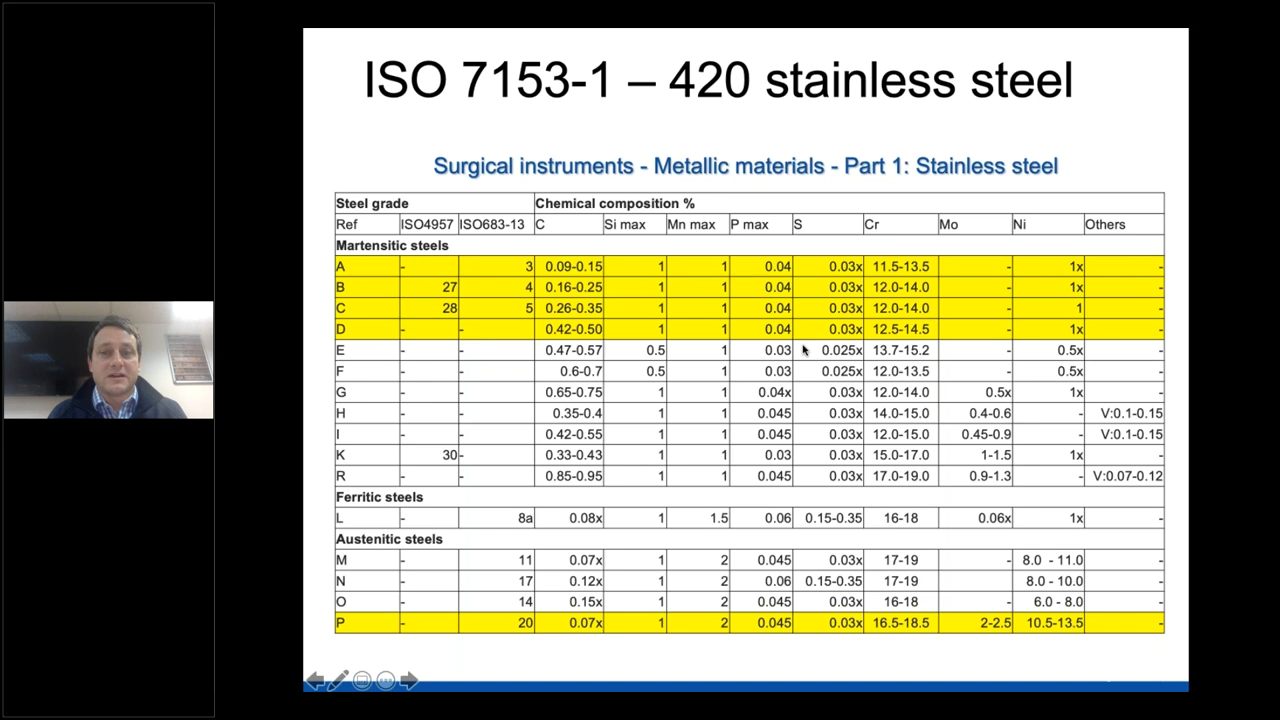 ISO 7153-1 – 420 stainless steel
Surgical instruments - Metallic materials - Part 1: Stainless steel
Steel grade Chemical composition %
Ref ISO4957 ISO683-13 C Si max Mn max P max S Cr Mo Ni Others
Martensitic steels
A - 3 0.09-0.15 1 1 0.04 0.03x 11.5-13.5 - 1x -
B 27 4 0.16-0.25 1 1 0.04 0.03x 12.0-14.0 - 1x -
C 28 5 0.26-0.35 1 1 0.04 0.03x 12.0-14.0 - 1 -
D - - 0.42-0.50 1 1 0.04 0.03x 12.5-14.5 - 1x -
E - - 0.47-0.57 0.5 1 0.03 0.025x 13.7-15.2 - 0.5x -
F - - 0.6-0.7 0.5 1 0.03 0.025x 12.0-13.5 - 0.5x -
G - - 0.65-0.75 1 1 0.04x 0.03x 12.0-14.0 0.5x 1x -
H - - 0.35-0.4 1 1 0.045 0.03x 14.0-15.0 0.4-0.6 - V:0.1-0.15
I - - 0.42-0.55 1 1 0.045 0.03x 12.0-15.0 0.45-0.9 - V:0.1-0.15
K 30 - 0.33-0.43 1 1 0.03 0.03x 15.0-17.0 1-1.5 1x -
R - - 0.85-0.95 1 1 0.045 0.03x 17.0-19.0 0.9-1.3 - V:0.07-0.12
Ferritic steels
L - 8a 0.08x 1 1.5 0.06 0.15-0.35 16-18 0.06x 1x -
Austenitic steels
M - 11 0.07x 1 2 0.045 0.03x 17-19 - 8.0 - 11.0 -
N - 17 0.12x 1 2 0.06 0.15-0.35 17-19 8.0 - 10.0 -
O - 14 0.15x 1 2 0.045 0.03x 16-18 - 6.0 - 8.0 -
P - 20 0.07x 1 2 0.045 0.03x 16.5-18.5 2-2.5 10.5-13.5 -